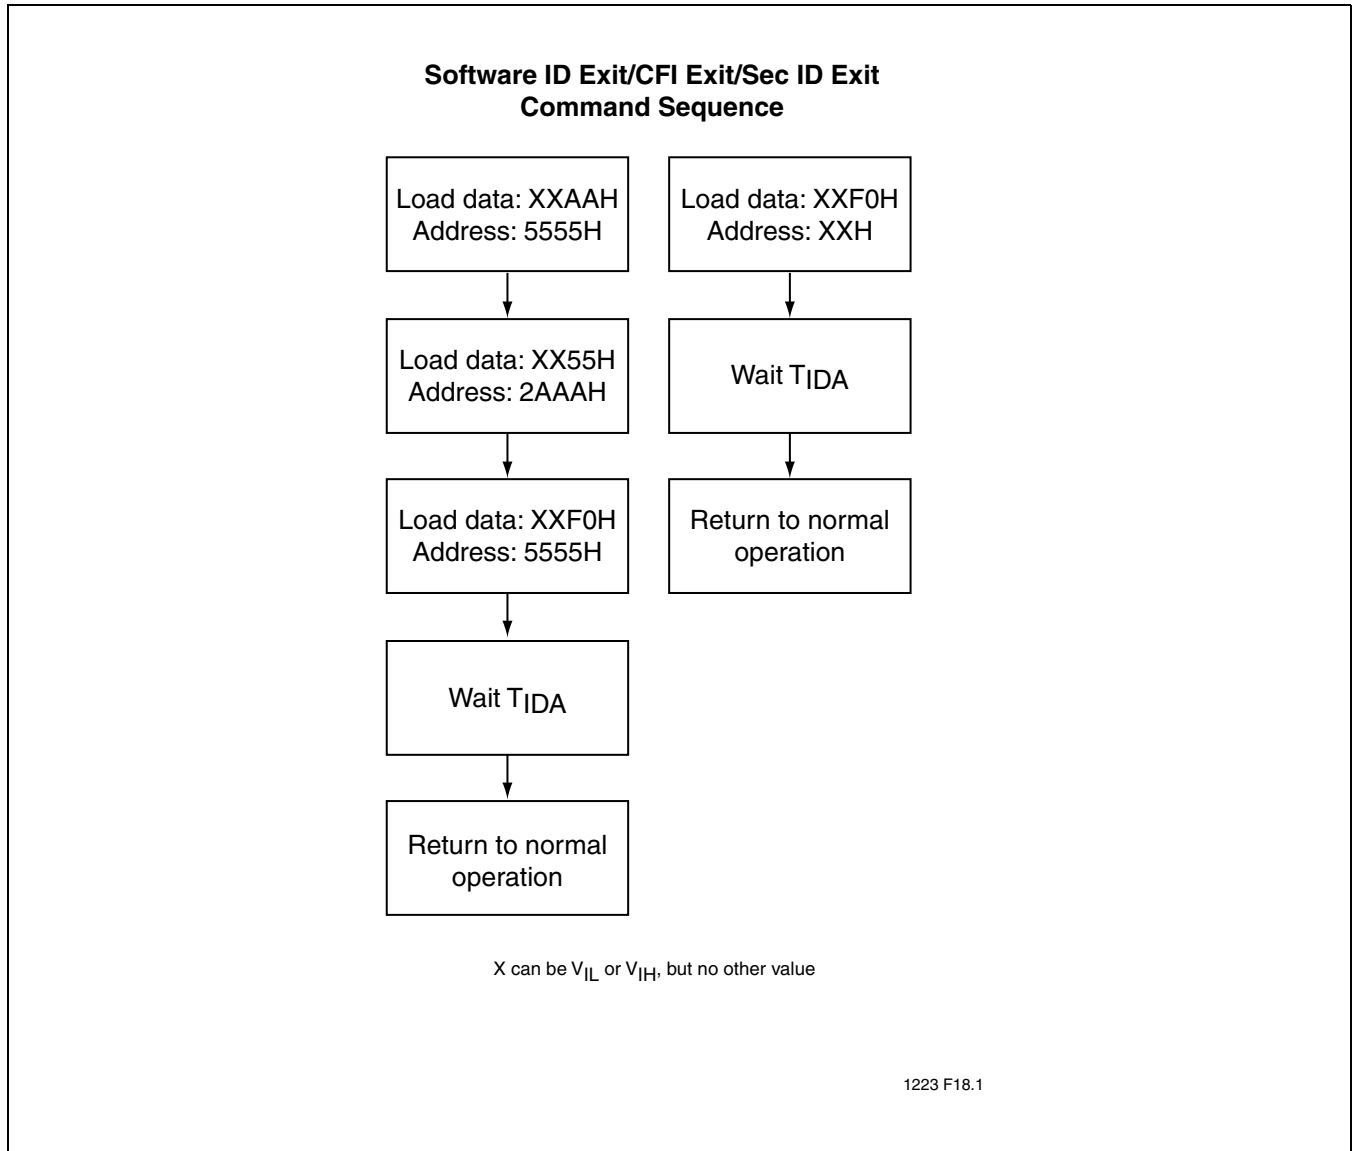 Software ID Exit/CFI Exit/Sec ID Exit
Command Sequence
Load data: XXAAH
Address: 5555H
Load data: XX55H
Address: 2AAAH
Load data: XXF0H
Address: 5555H
Wait TIDA
Return to normal
operation
Load data: XXF0H
Address: XXH
Wait TIDA
Return to normal
operation
X can be VIL or VIH, but no other value
1223 F18.1